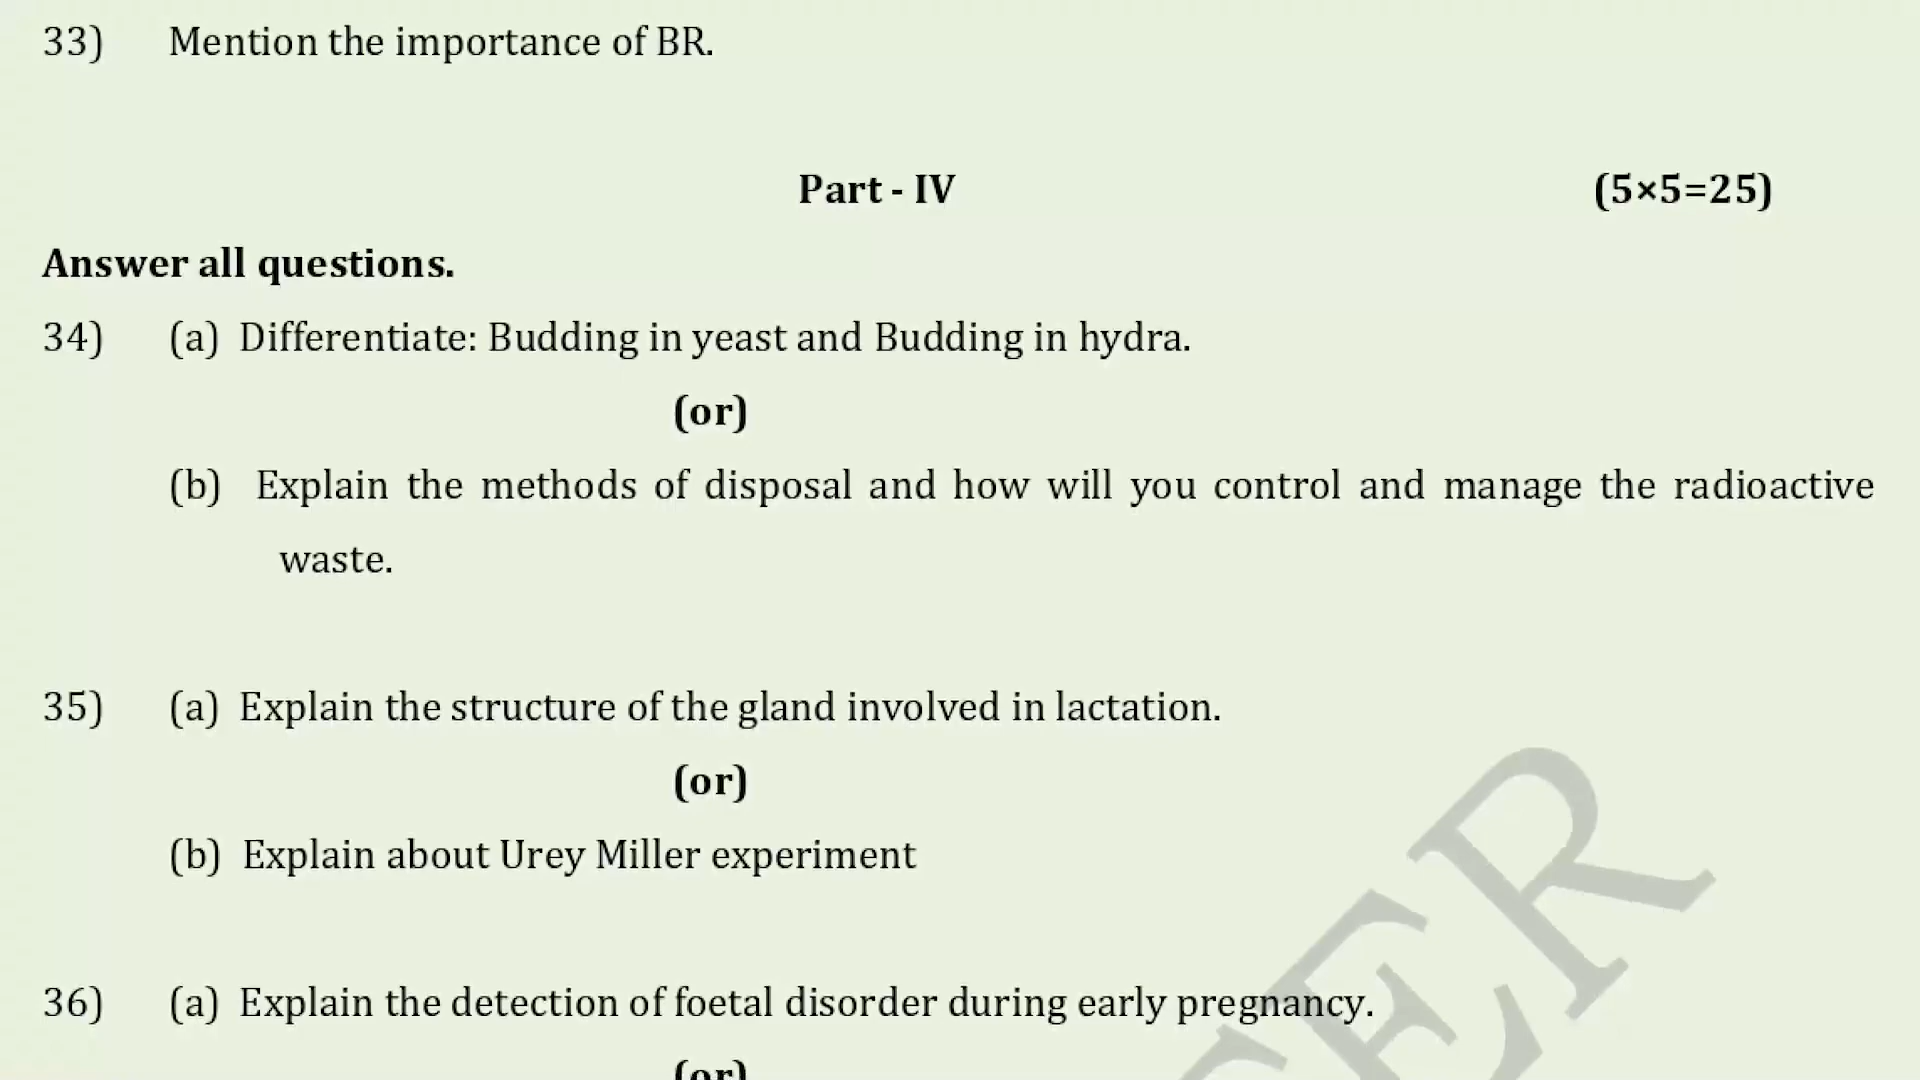 33) Mention the importance of BR.
Part - IV (5×5=25)
Answer all questions.
34) (a) Differentiate: Budding in yeast and Budding in hydra.
(or)
(b) Explain the methods of disposal and how will you control and manage the radioactive
waste.
35) (a) Explain the structure of the gland involved in lactation.
(or)
(b) Explain about Urey Miller experiment
36) (a) Explain the detection of foetal disorder during early pregnancy.
(or)